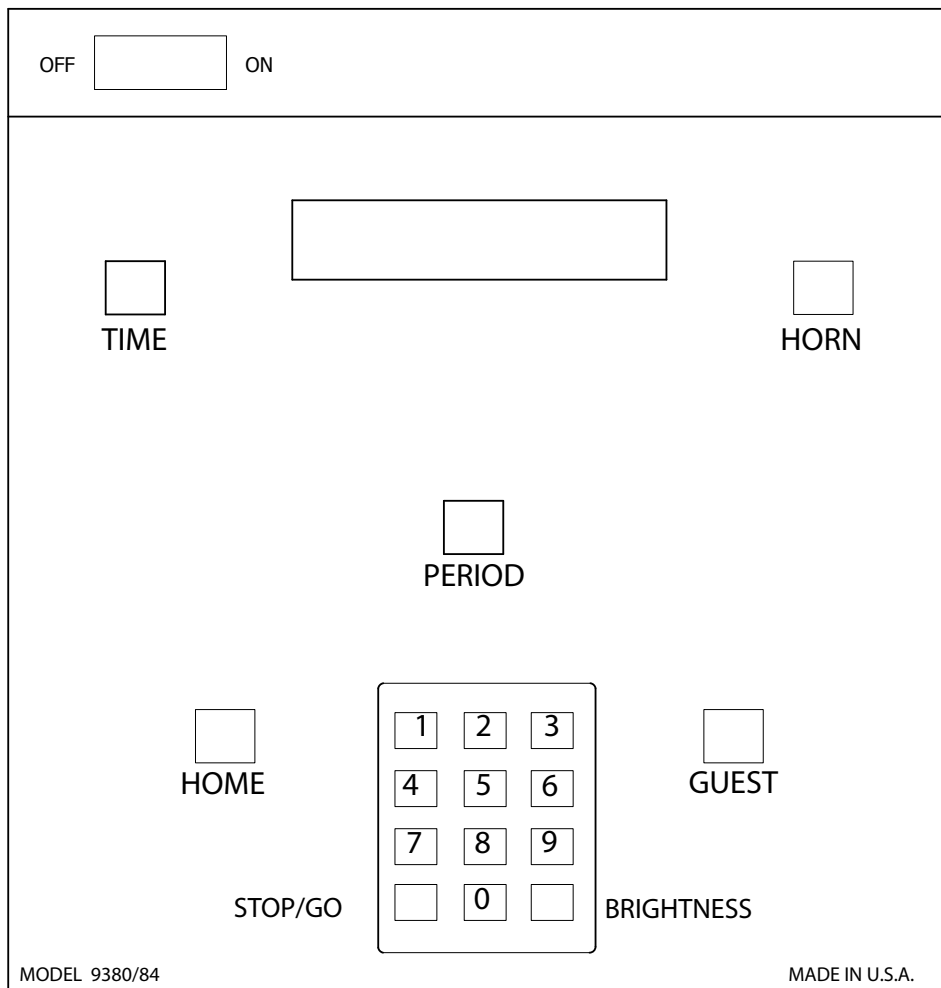 OFF ON
TIME
HORN
PERIOD
1 2 3
HOME
GUEST
4 5 6
7 8 9
STOP/GO 0 BRIGHTNESS
MODEL 9380/84
MADE IN U.S.A.